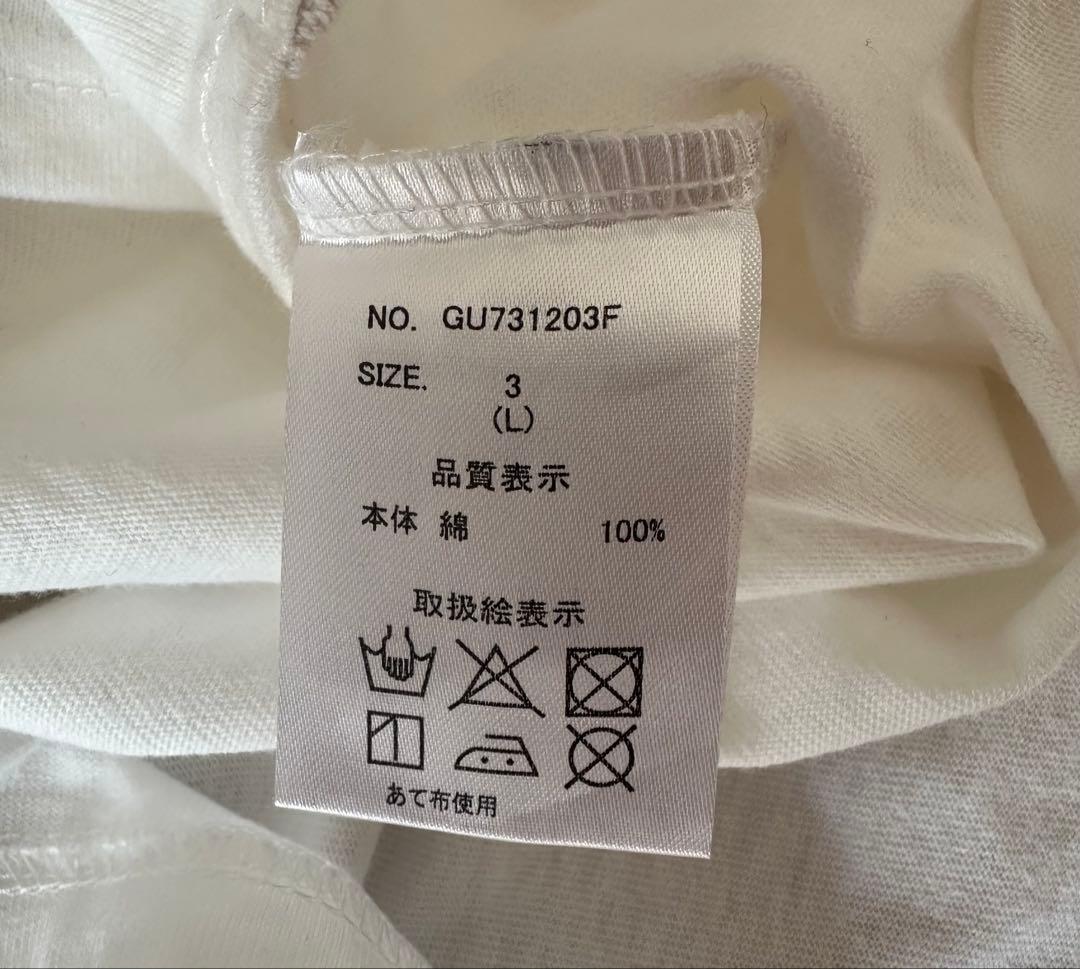 NO. GU731203F
SIZE. 3
(L)
品質表示
本体 綿 100%
取扱絵表示
あて布使用